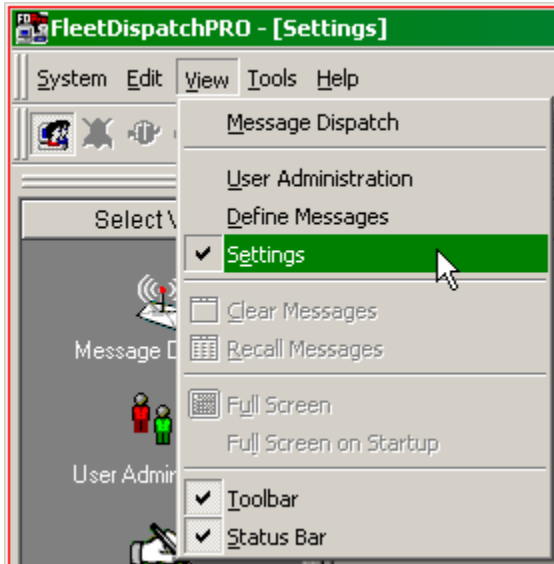 FleetDispatchPRO - [Settings]
System Edit View Tools Help
Message Dispatch
User Administration
Define Messages
Settings
Clear Messages
Recall Messages
Full Screen
Full Screen on Startup
Toolbar
Status Bar
Select
Message
User Admin